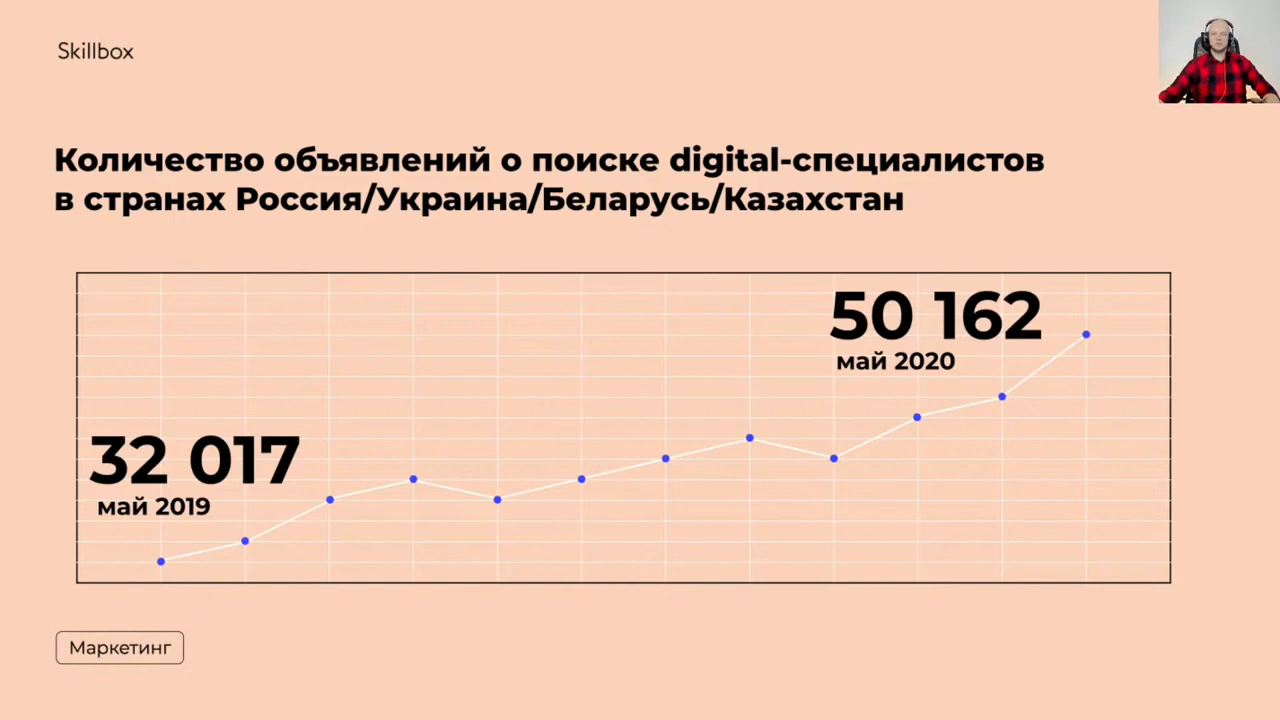 Skillbox
Количество объявлений о поиске digital-специалистов
в странах Россия/Украина/Беларусь/Казахстан
50 162
май 2020
32 017
май 2019
Маркетинг